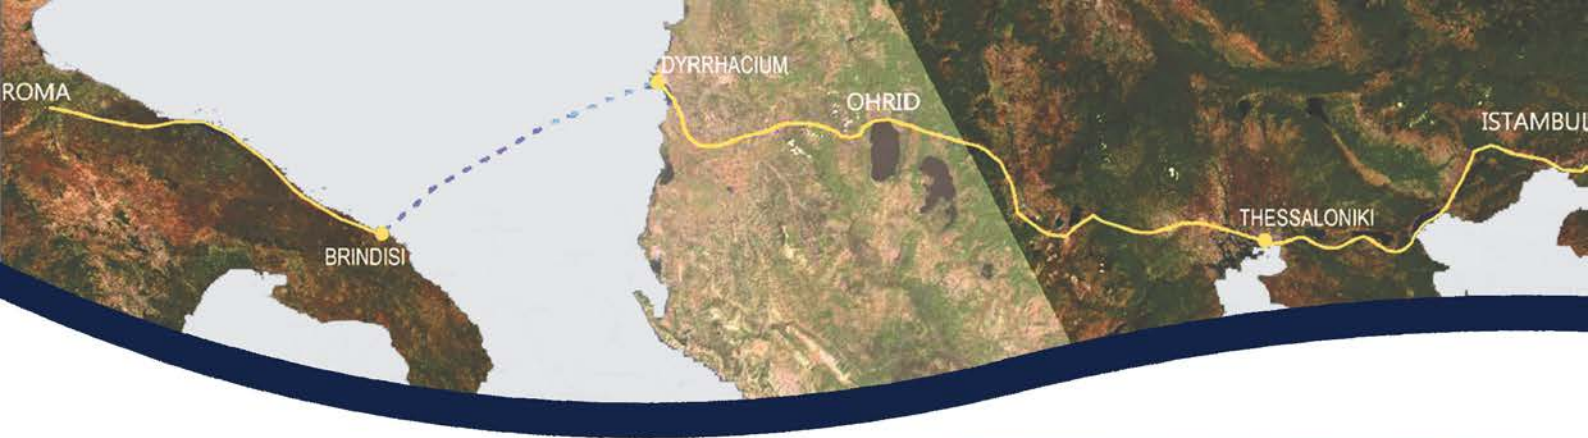 ROMA
BRINDISI
DYRRHACIUM
OHRID
THESSALONIKI
ISTAMBUL